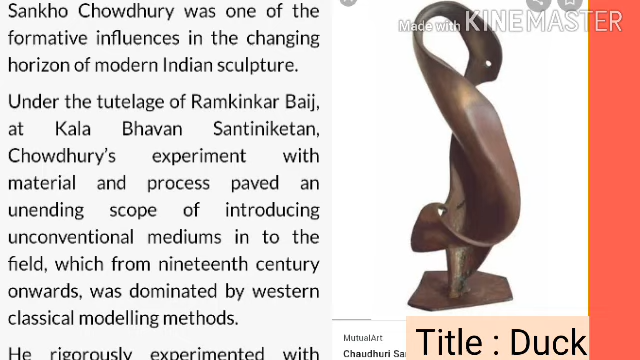 Sankho Chowdhury was one of the
formative influences in the changing
horizon of modern Indian sculpture.
Under the tutelage of Ramkinkar Baij,
at Kala Bhavan Santiniketan,
Chowdhury's experiment with
material and process paved an
unending scope of introducing
unconventional mediums in to the
field, which from nineteenth century
onwards, was dominated by western
classical modelling methods.
He rigorously experimented with
Made with KINEMASTER
MutualArt
Chaudhuri
Title : Duck